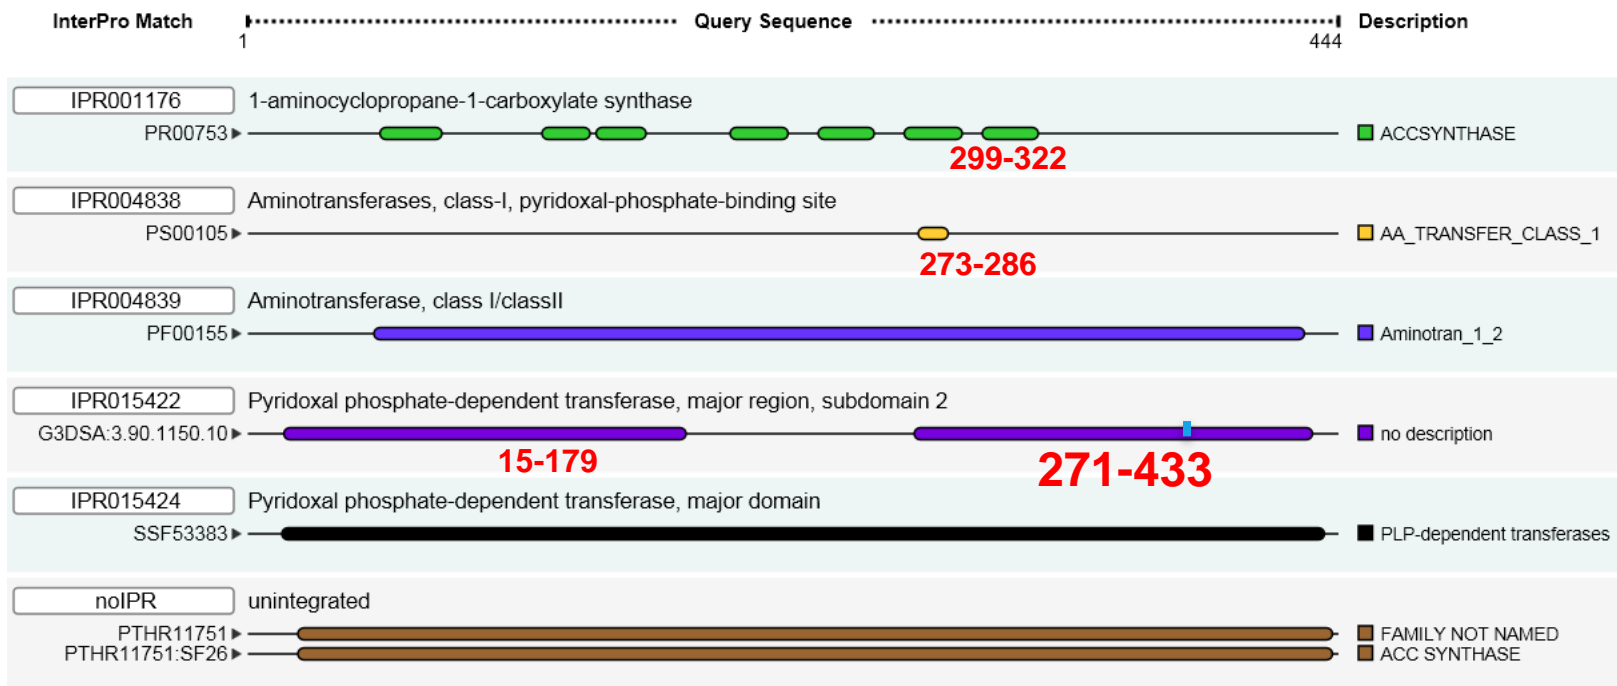 InterPro Match Query Sequence Description
1 444
IPR001176 1-aminocyclopropane-1-carboxylate synthase
PR00753 ACCSYNTHASE
299-322
IPR004838 Aminotransferases, class-I, pyridoxal-phosphate-binding site
PS00105 AA_TRANSFER_CLASS_1
273-286
IPR004839 Aminotransferase, class I/classII
PF00155 Aminotran_1_2
IPR015422 Pyridoxal phosphate-dependent transferase, major region, subdomain 2
G3DSA:3.90.1150.10 no description
15-179 271-433
IPR015424 Pyridoxal phosphate-dependent transferase, major domain
SSF53383 PLP-dependent transferases
noIPR unintegrated
PTHR11751 FAMILY NOT NAMED
PTHR11751:SF26 ACC SYNTHASE